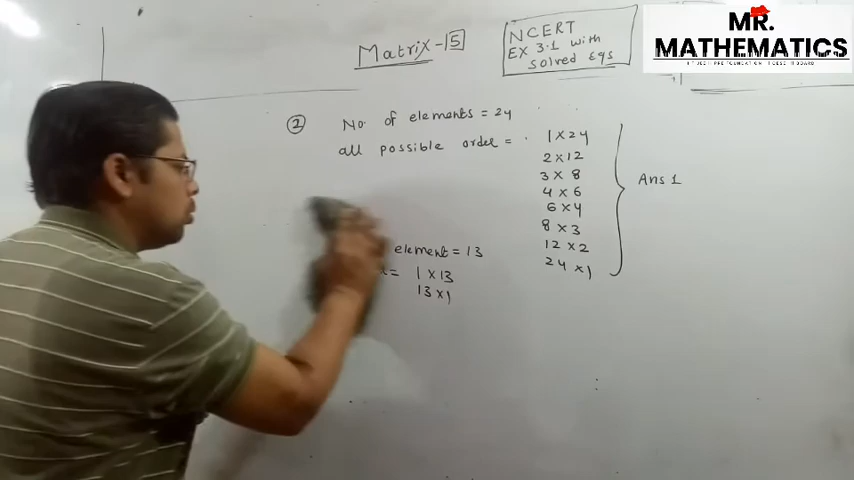 Matrix-15
NCERT
EX 3.1 with
solved Eqs
MR.
MATHEMATICS
② No. of elements = 24
all possible order = 1 X 24
2 X 12
3 X 8
4 X 6
6 X 4
8 X 3
12 X 2
24 X 1
Ans 1
element = 13
= 1 X 13
13 X 1